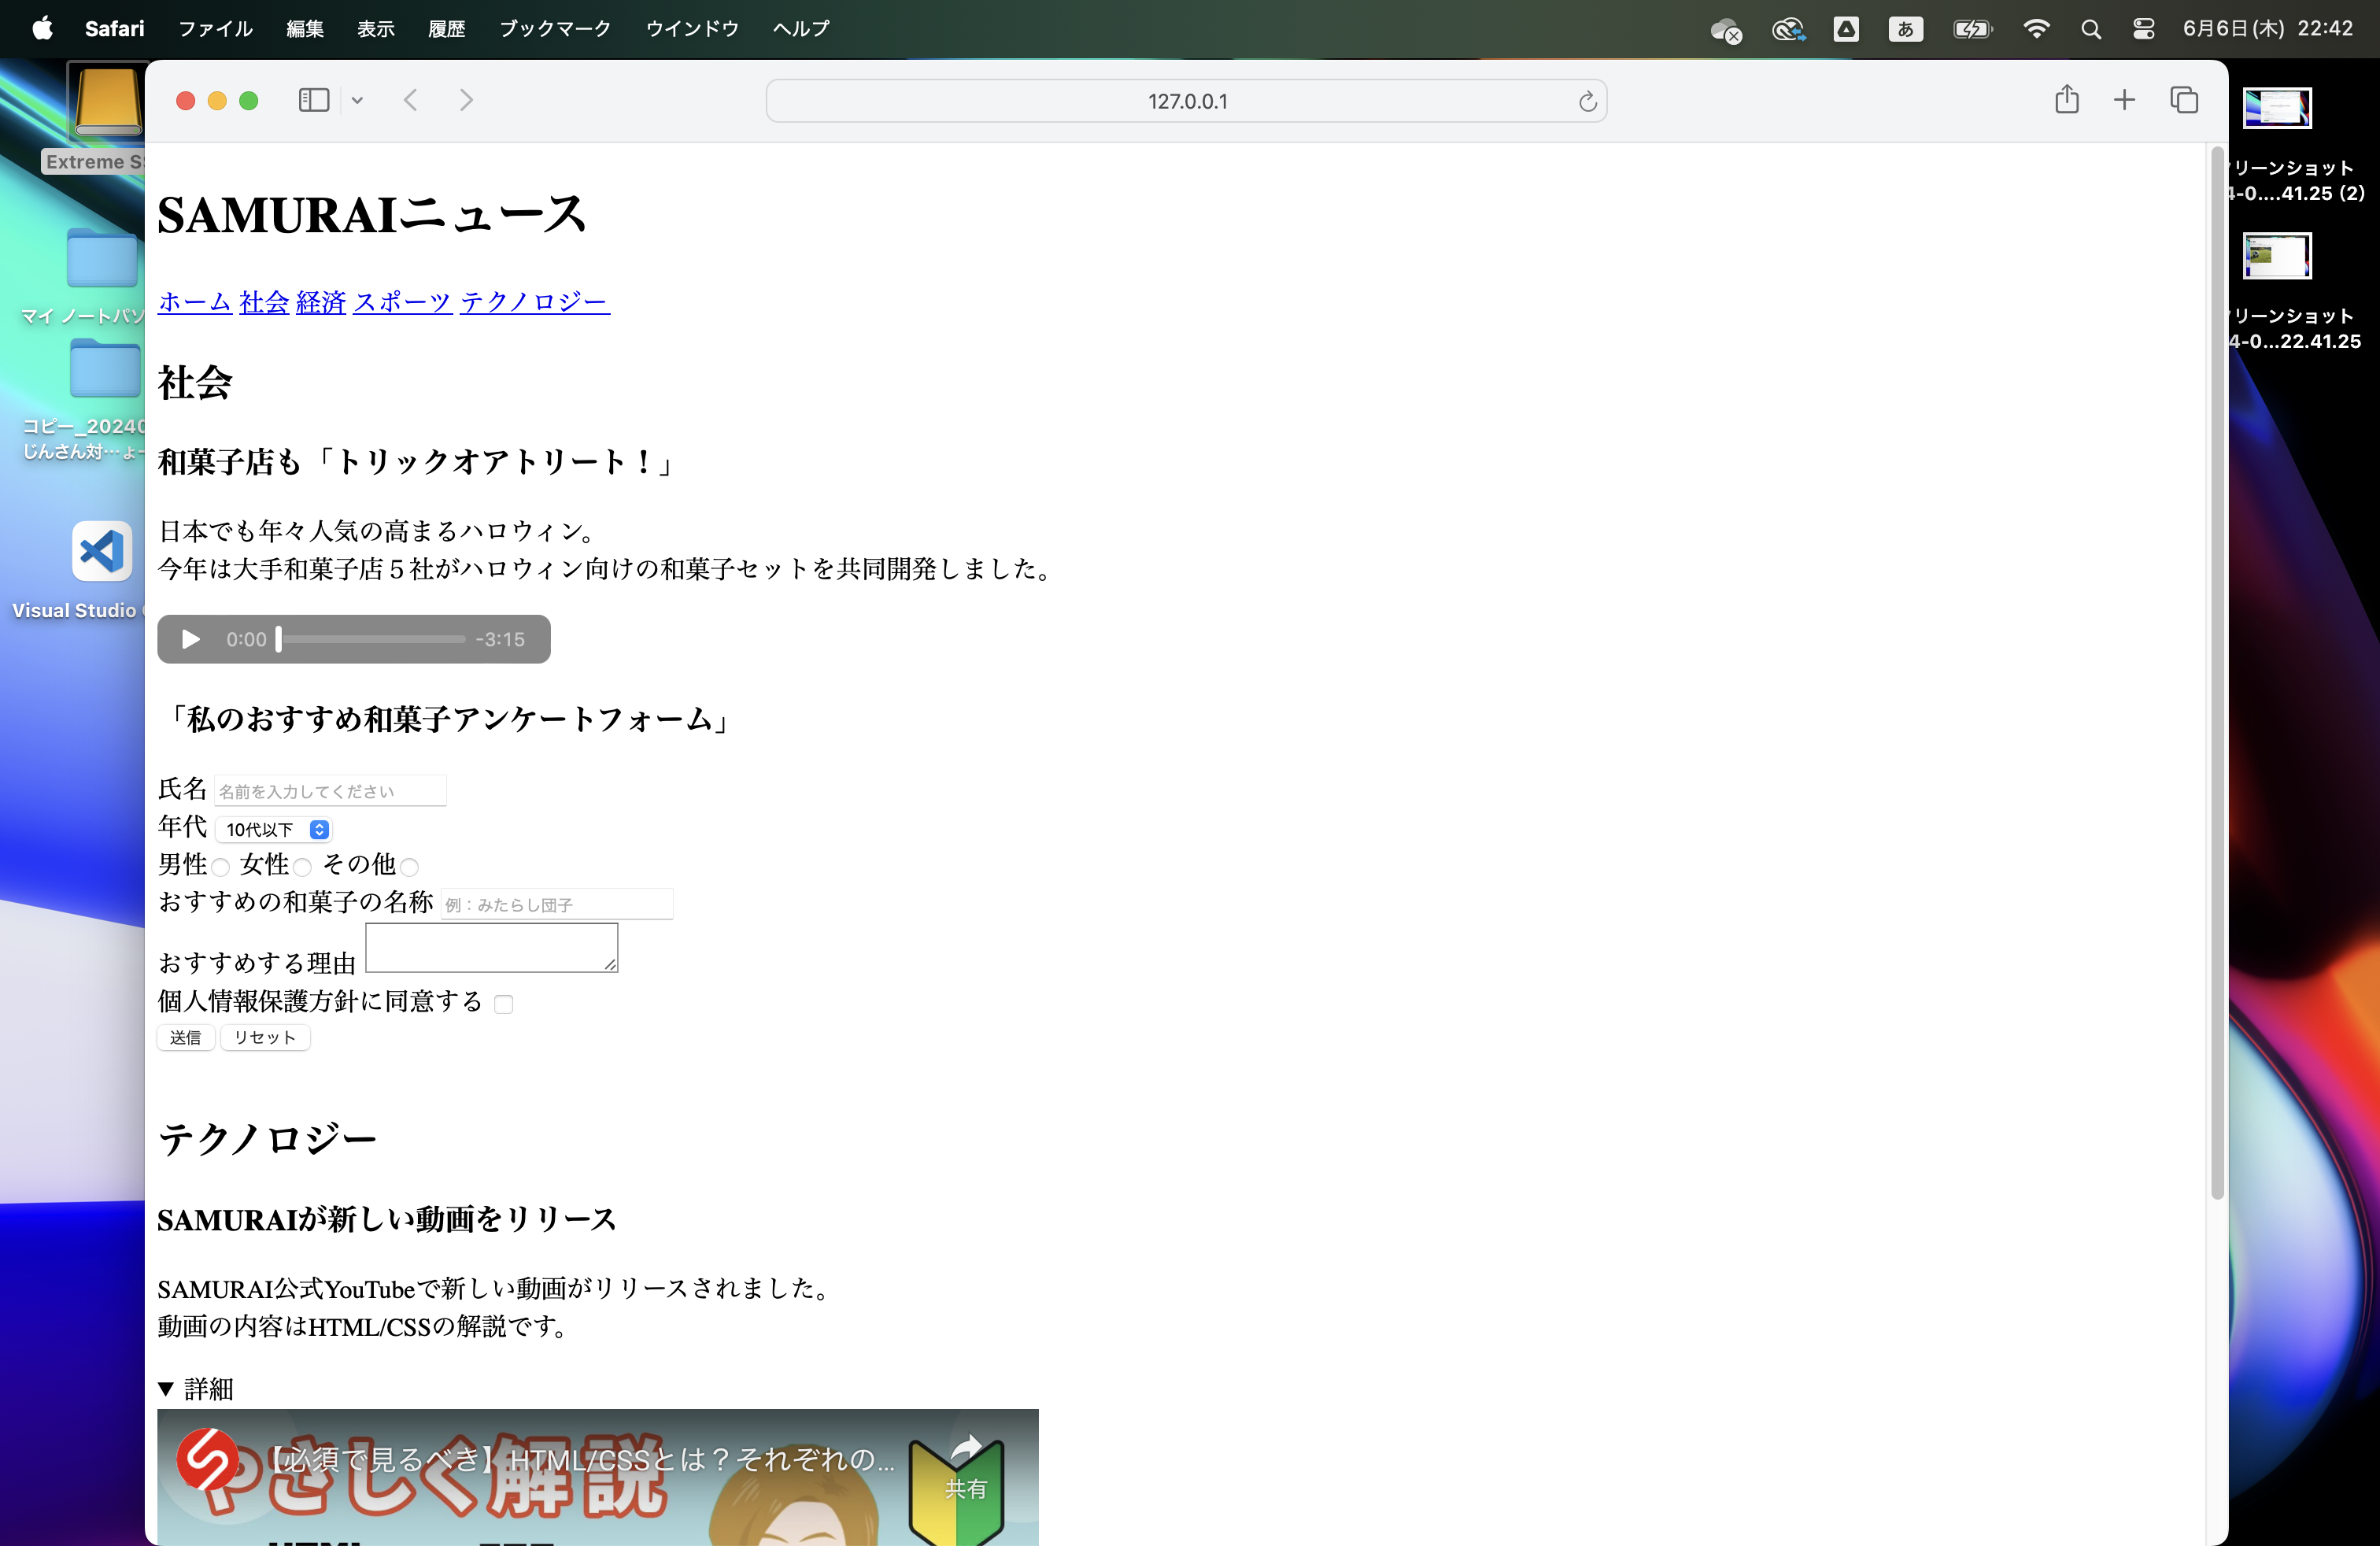 Safari ファイル 編集 表示 履歴 ブックマーク ウインドウ ヘルプ あ 6月6日(木) 22:42
127.0.0.1
Extreme S
マイ ノートパソ
コピー_20240
じんさん対…ょー
Visual Studio
リーンショット
4-0....41.25 (2)
リーンショット
4-0...22.41.25
SAMURAIニュース
ホーム 社会 経済 スポーツ テクノロジー
社会
和菓子店も「トリックオアトリート！」
日本でも年々人気の高まるハロウィン。
今年は大手和菓子店５社がハロウィン向けの和菓子セットを共同開発しました。
0:00 -3:15
「私のおすすめ和菓子アンケートフォーム」
氏名 名前を入力してください
年代 10代以下
男性 女性 その他
おすすめの和菓子の名称 例：みたらし団子
おすすめする理由
個人情報保護方針に同意する
送信 リセット
テクノロジー
SAMURAIが新しい動画をリリース
SAMURAI公式YouTubeで新しい動画がリリースされました。
動画の内容はHTML/CSSの解説です。
▼ 詳細
【必須で見るべき】HTML/CSSとは？それぞれの...
共有
やさしく解説